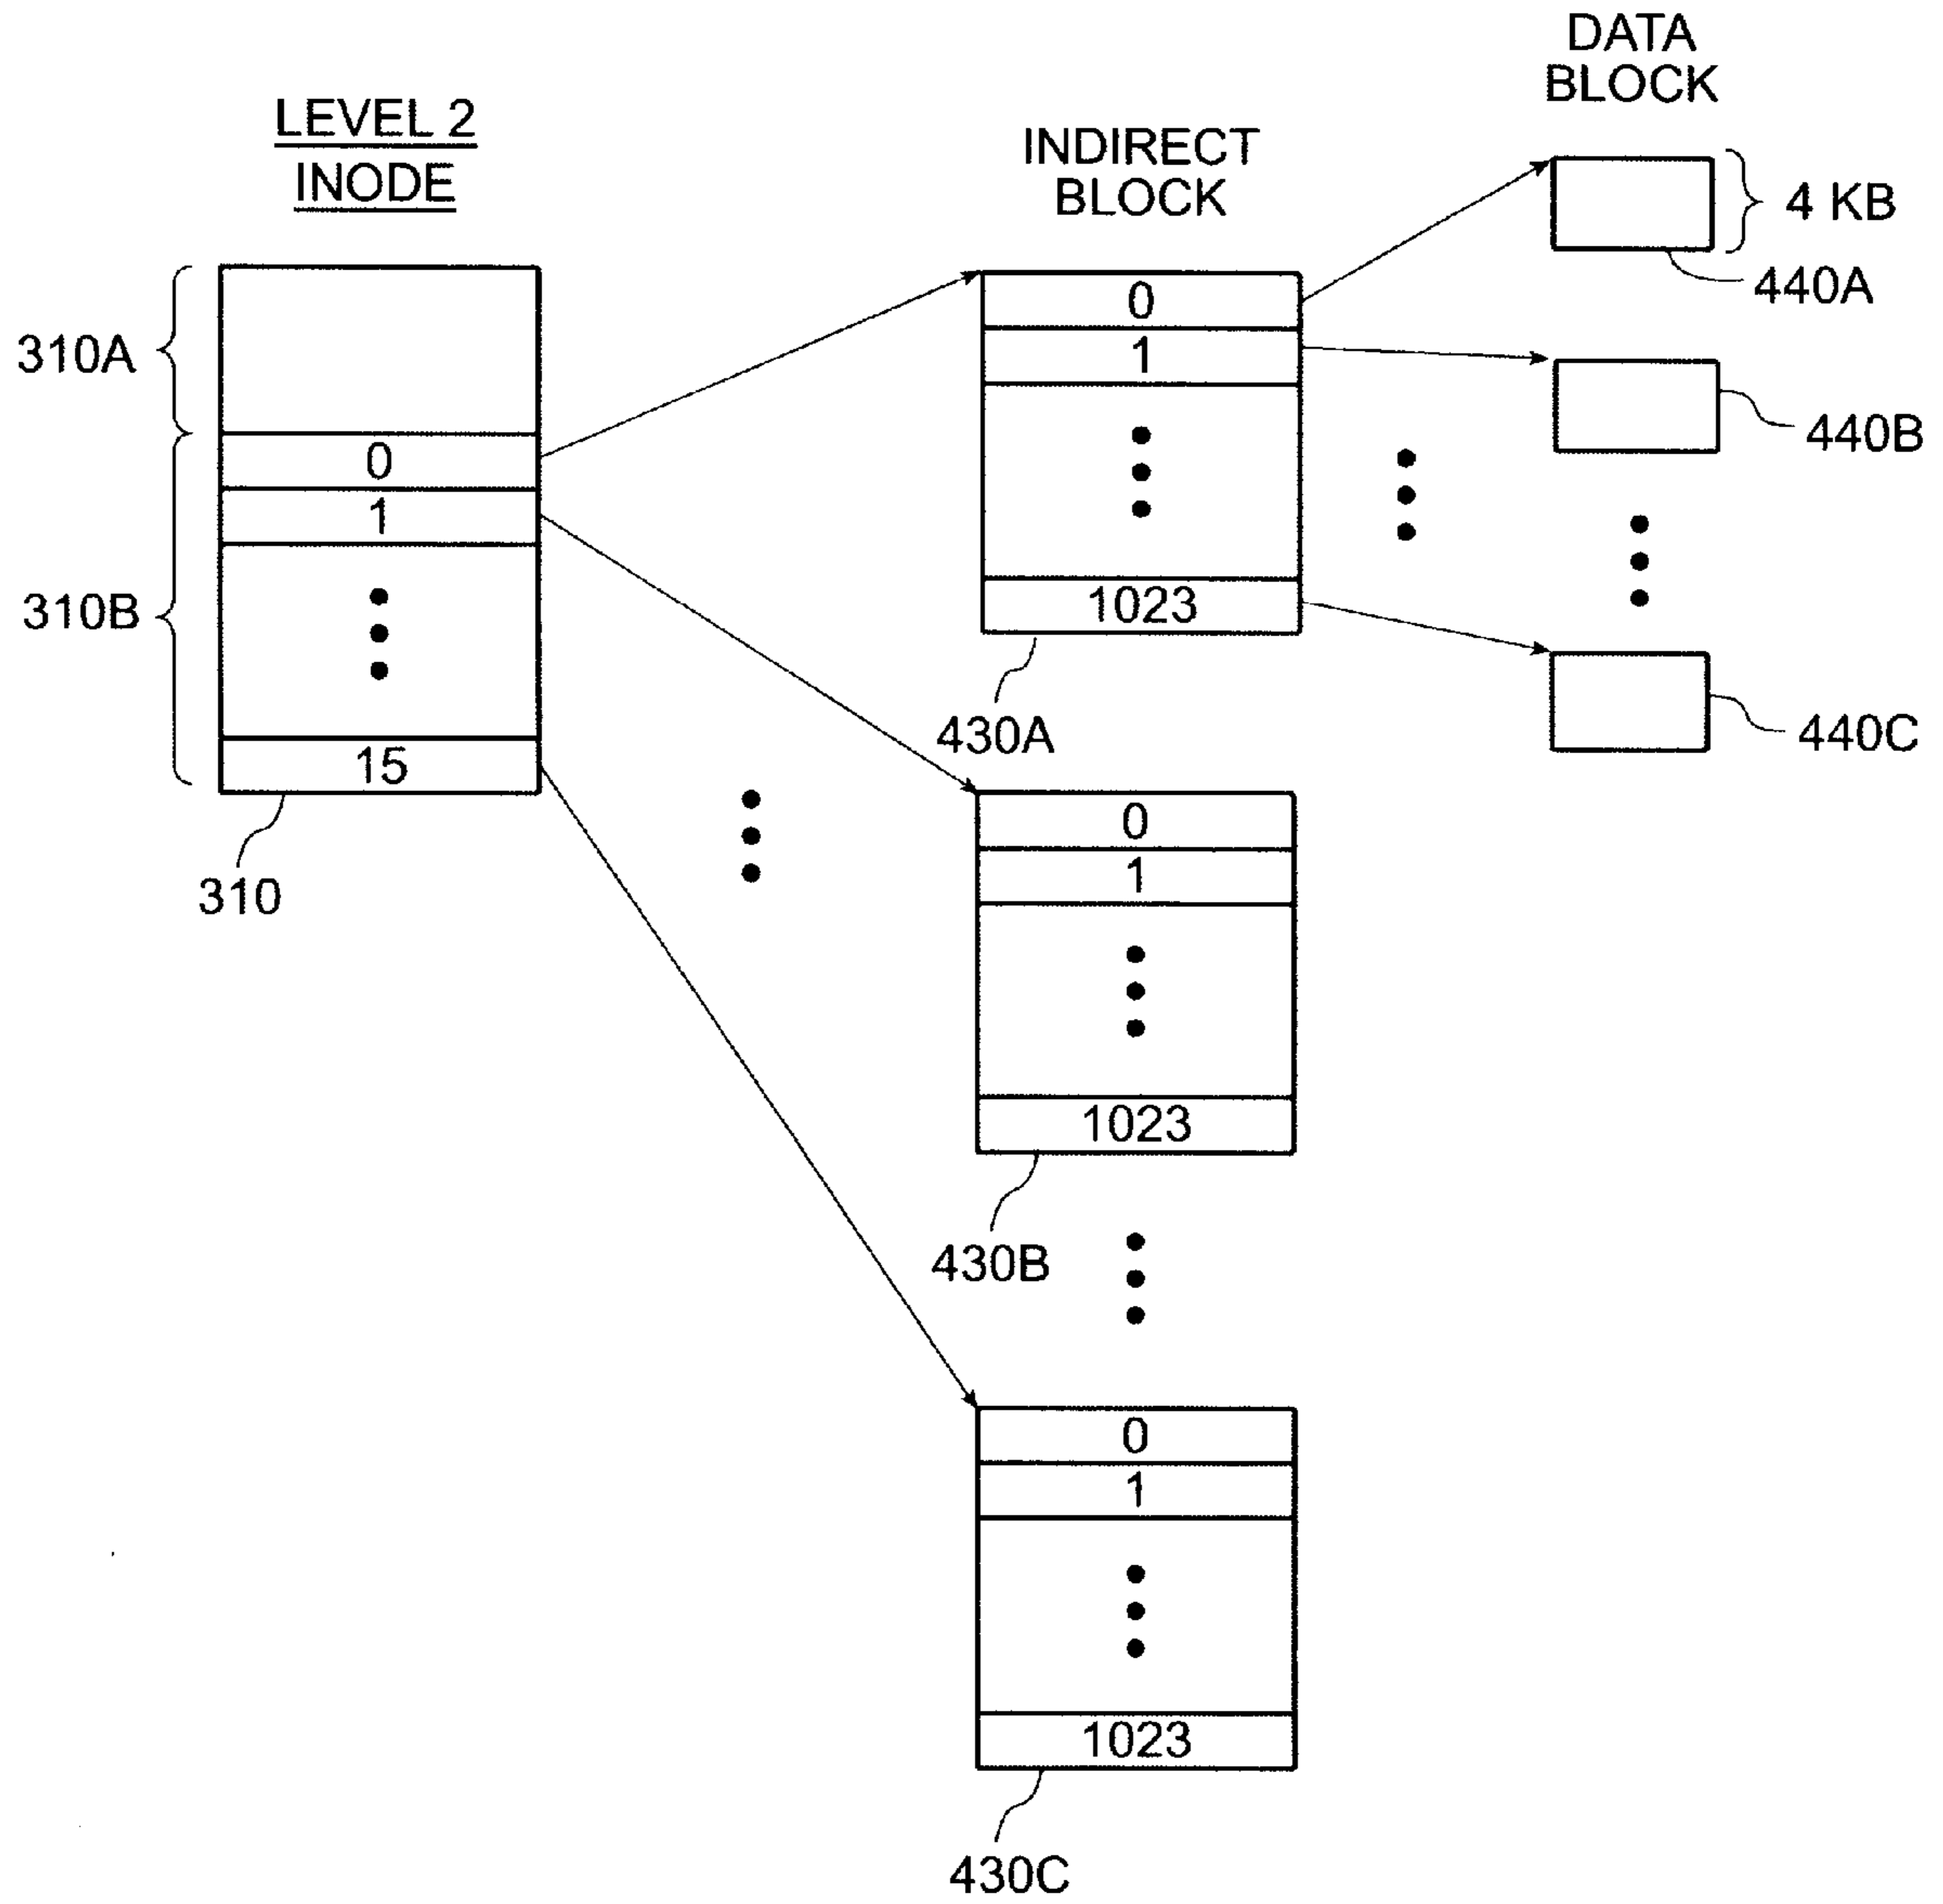 LEVEL 2
INODE
310A
310B
0
1
15
310
INDIRECT
BLOCK
0
1
1023
430A
0
1
1023
430B
0
1
1023
430C
DATA
BLOCK
4 KB
440A
440B
440C